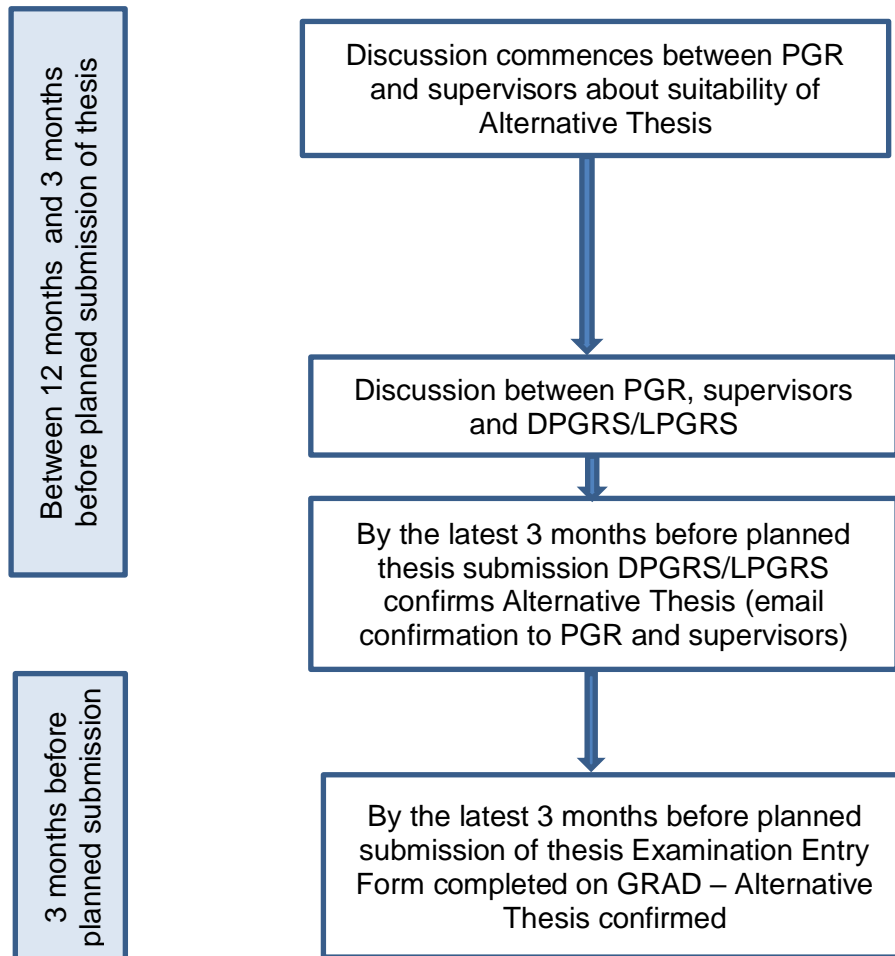 Between 12 months and 3 months
before planned submission of thesis
Discussion commences between PGR
and supervisors about suitability of
Alternative Thesis
Discussion between PGR, supervisors
and DPGRS/LPGRS
By the latest 3 months before planned
thesis submission DPGRS/LPGRS
confirms Alternative Thesis (email
confirmation to PGR and supervisors)
3 months before
planned submission
By the latest 3 months before planned
submission of thesis Examination Entry
Form completed on GRAD – Alternative
Thesis confirmed